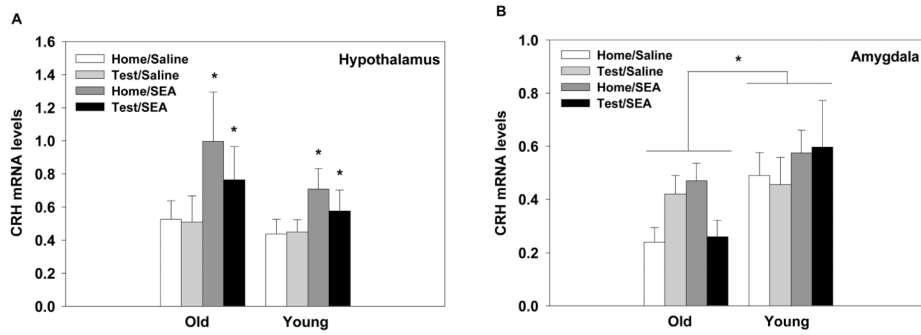 A
CRH mRNA levels
1.6
1.4
1.2
1.0
0.8
0.6
0.4
0.2
0.0
Home/Saline
Test/Saline
Home/SEA
Test/SEA
Hypothalamus
*
*
*
*
Old
Young
B
CRH mRNA levels
1.0
0.8
0.6
0.4
0.2
0.0
Home/Saline
Test/Saline
Home/SEA
Test/SEA
Amygdala
*
Old
Young